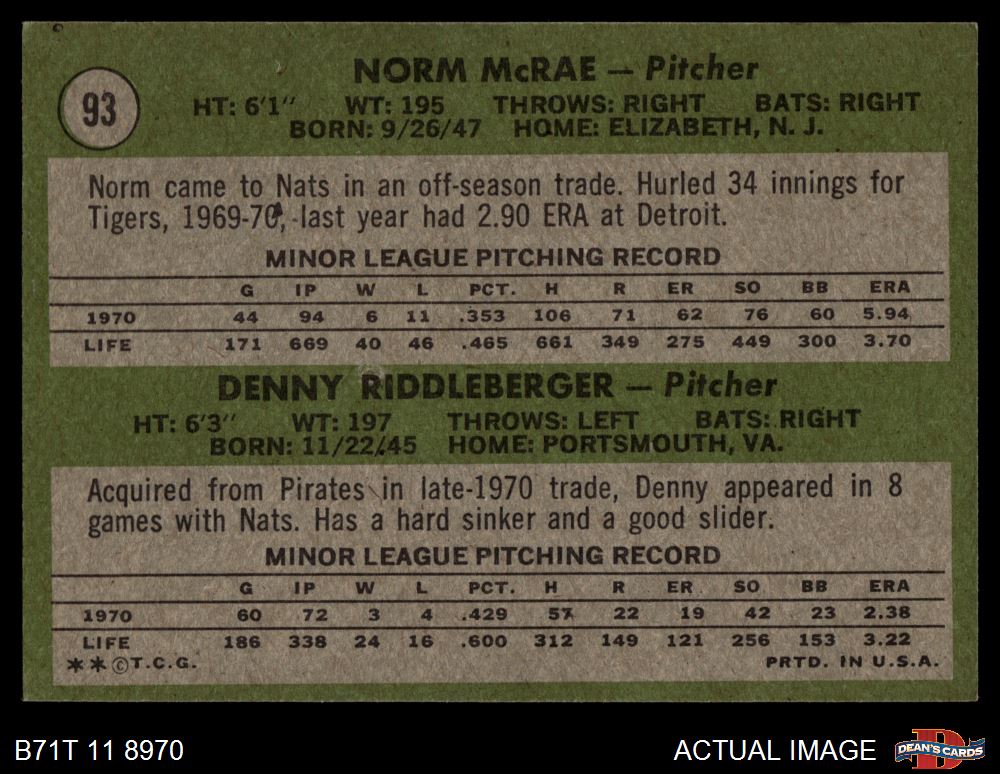 93
NORM McRAE — Pitcher
HT: 6'1" WT: 195 THROWS: RIGHT BATS: RIGHT
BORN: 9/26/47 HOME: ELIZABETH, N. J.
Norm came to Nats in an off-season trade. Hurled 34 innings for
Tigers, 1969-70, last year had 2.90 ERA at Detroit.
MINOR LEAGUE PITCHING RECORD
G IP W L PCT. H R ER SO BB ERA
1970 44 94 6 11 .353 106 71 62 76 60 5.94
LIFE 171 669 40 46 .465 661 349 275 449 300 3.70
DENNY RIDDLEBERGER — Pitcher
HT: 6'3" WT: 197 THROWS: LEFT BATS: RIGHT
BORN: 11/22/45 HOME: PORTSMOUTH, VA.
Acquired from Pirates in late-1970 trade, Denny appeared in 8
games with Nats. Has a hard sinker and a good slider.
MINOR LEAGUE PITCHING RECORD
G IP W L PCT. H R ER SO BB ERA
1970 60 72 3 4 .429 57 22 19 42 23 2.38
LIFE 186 338 24 16 .600 312 149 121 256 153 3.22
**©T.C.G. PRTD. IN U.S.A.
B71T 11 8970 ACTUAL IMAGE DEAN'S CARDS